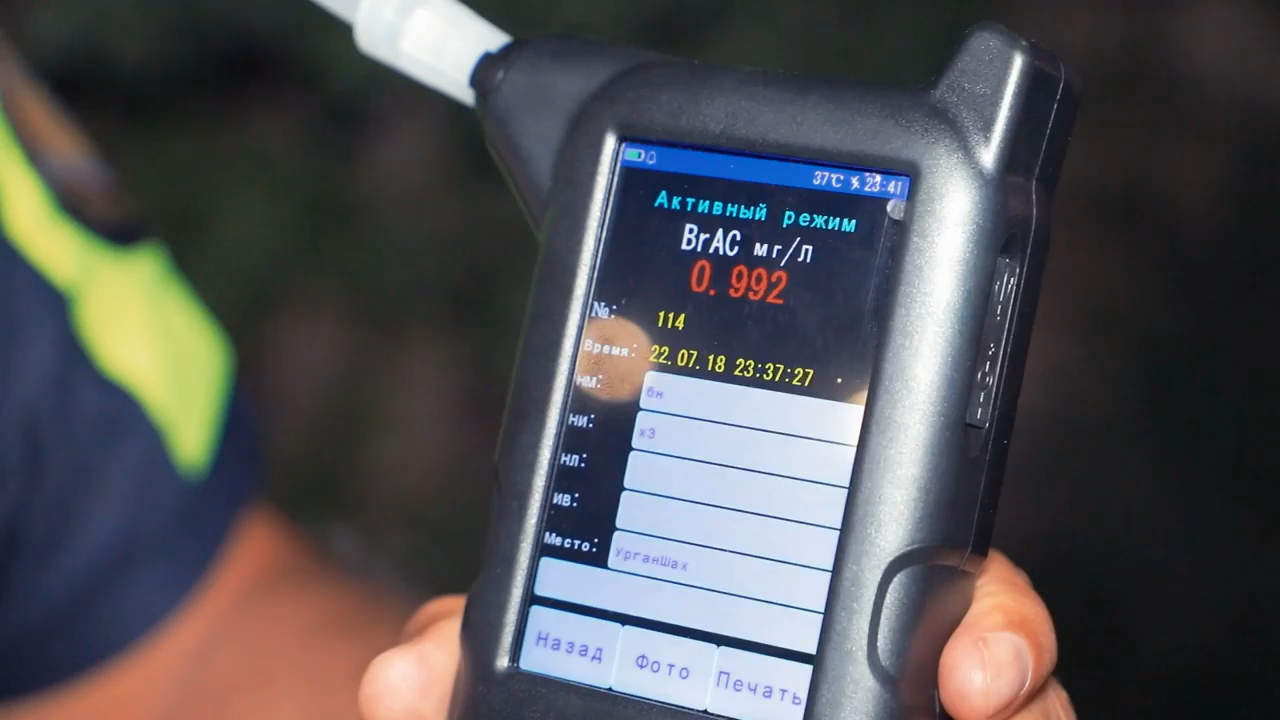 37℃ 23:41
Активный режим
BrAC мг/л
0.992
№: 114
Время: 22.07.18 23:37:27
нм: бн
ни: кЗ
нл:
ив:
Место: УрганШах
Назад Фото Печать